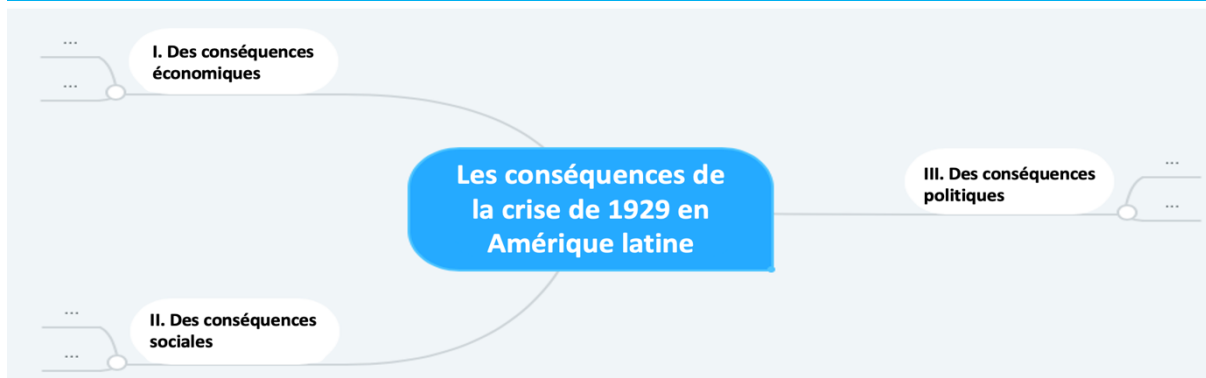 ...
...
I. Des conséquences
économiques
Les conséquences de
la crise de 1929 en
Amérique latine
III. Des conséquences
politiques
...
...
II. Des conséquences
sociales
...
...